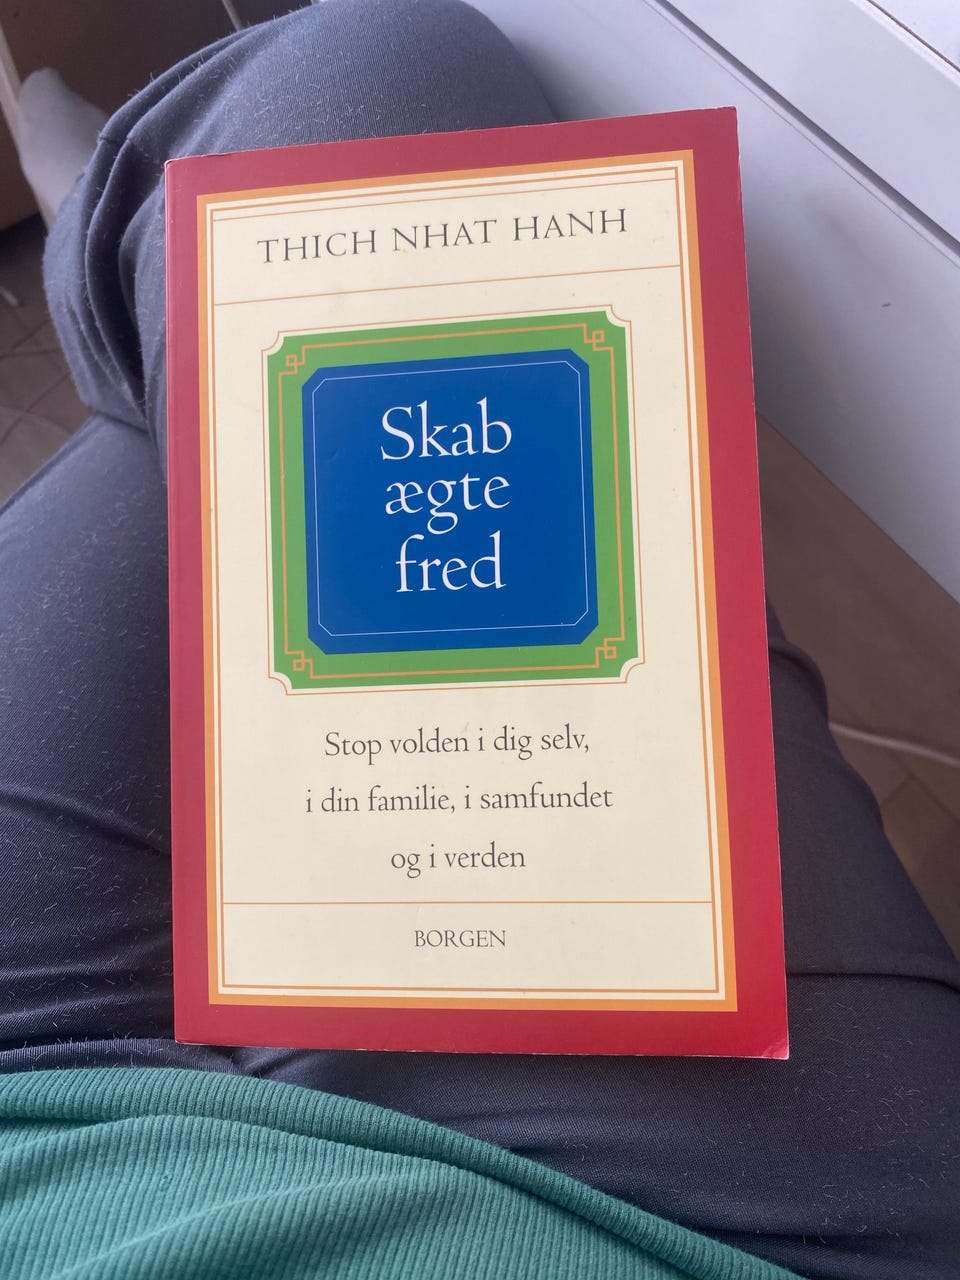 THICH NHAT HANH
Skab
ægte
fred
Stop volden i dig selv,
i din familie, i samfundet
og i verden
BORGEN